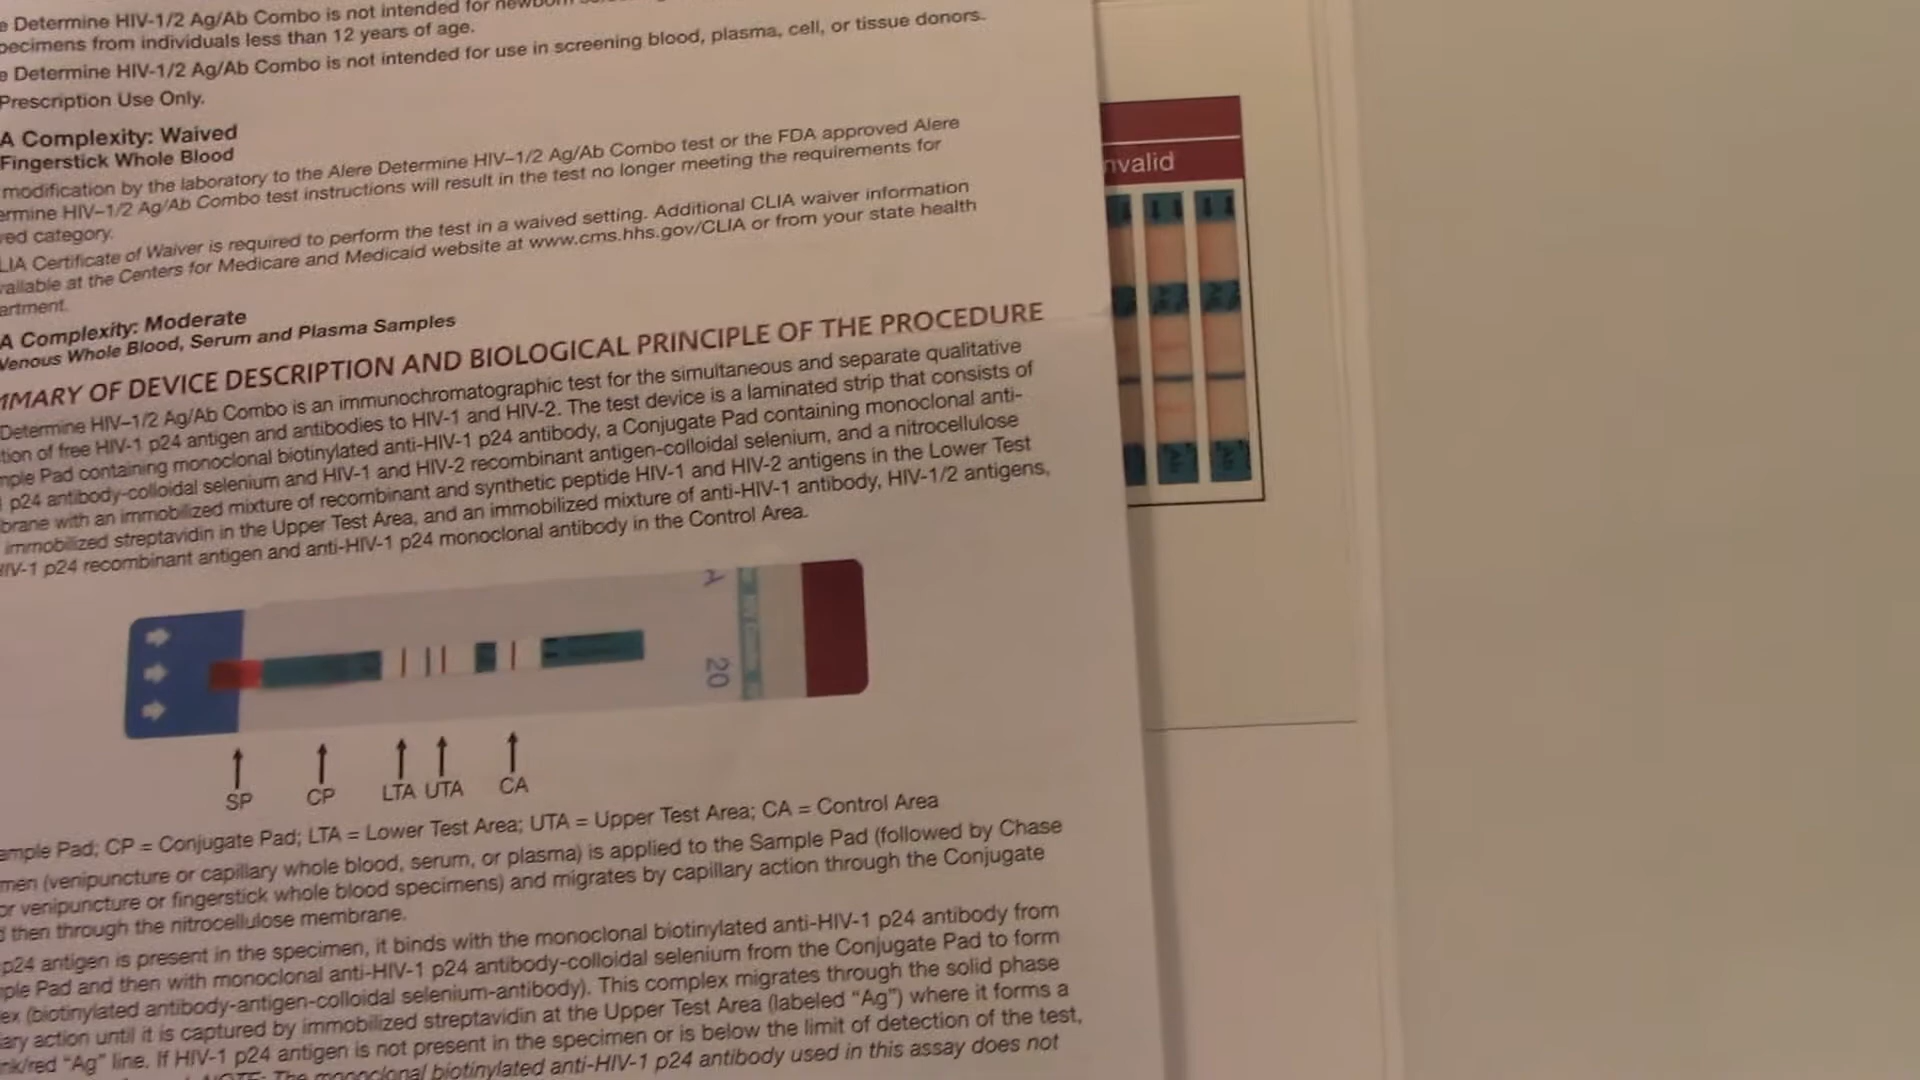 e Determine HIV-1/2 Ag/Ab Combo is not intended for newborn
pecimens from individuals less than 12 years of age.
e Determine HIV-1/2 Ag/Ab Combo is not intended for use in screening blood, plasma, cell, or tissue donors.
Prescription Use Only.
A Complexity: Waived
Fingerstick Whole Blood
modification by the laboratory to the Alere Determine HIV–1/2 Ag/Ab Combo test or the FDA approved Alere
ermine HIV–1/2 Ag/Ab Combo test instructions will result in the test no longer meeting the requirements for
ved category.
LIA Certificate of Waiver is required to perform the test in a waived setting. Additional CLIA waiver information
vailable at the Centers for Medicare and Medicaid website at www.cms.hhs.gov/CLIA or from your state health
artment.
A Complexity: Moderate
Venous Whole Blood, Serum and Plasma Samples
MMARY OF DEVICE DESCRIPTION AND BIOLOGICAL PRINCIPLE OF THE PROCEDURE
Determine HIV–1/2 Ag/Ab Combo is an immunochromatographic test for the simultaneous and separate qualitative
tion of free HIV-1 p24 antigen and antibodies to HIV-1 and HIV-2. The test device is a laminated strip that consists of
mple Pad containing monoclonal biotinylated anti-HIV-1 p24 antibody, a Conjugate Pad containing monoclonal anti-
p24 antibody-colloidal selenium and HIV-1 and HIV-2 recombinant antigen-colloidal selenium, and a nitrocellulose
brane with an immobilized mixture of recombinant and synthetic peptide HIV-1 and HIV-2 antigens in the Lower Test
immobilized streptavidin in the Upper Test Area, and an immobilized mixture of anti-HIV-1 antibody, HIV-1/2 antigens,
HIV-1 p24 recombinant antigen and anti-HIV-1 p24 monoclonal antibody in the Control Area.
20
SP CP LTA UTA CA
ample Pad; CP = Conjugate Pad; LTA = Lower Test Area; UTA = Upper Test Area; CA = Control Area
men (venipuncture or capillary whole blood, serum, or plasma) is applied to the Sample Pad (followed by Chase
or venipuncture or fingerstick whole blood specimens) and migrates by capillary action through the Conjugate
d then through the nitrocellulose membrane.
p24 antigen is present in the specimen, it binds with the monoclonal biotinylated anti-HIV-1 p24 antibody from
ple Pad and then with monoclonal anti-HIV-1 p24 antibody-colloidal selenium from the Conjugate Pad to form
ex (biotinylated antibody-antigen-colloidal selenium-antibody). This complex migrates through the solid phase
ary action until it is captured by immobilized streptavidin at the Upper Test Area (labeled “Ag”) where it forms a
nk/red “Ag” line. If HIV-1 p24 antigen is not present in the specimen or is below the limit of detection of the test,
NOTE: The monoclonal biotinylated anti-HIV-1 p24 antibody used in this assay does not
nvalid
Ab Ab